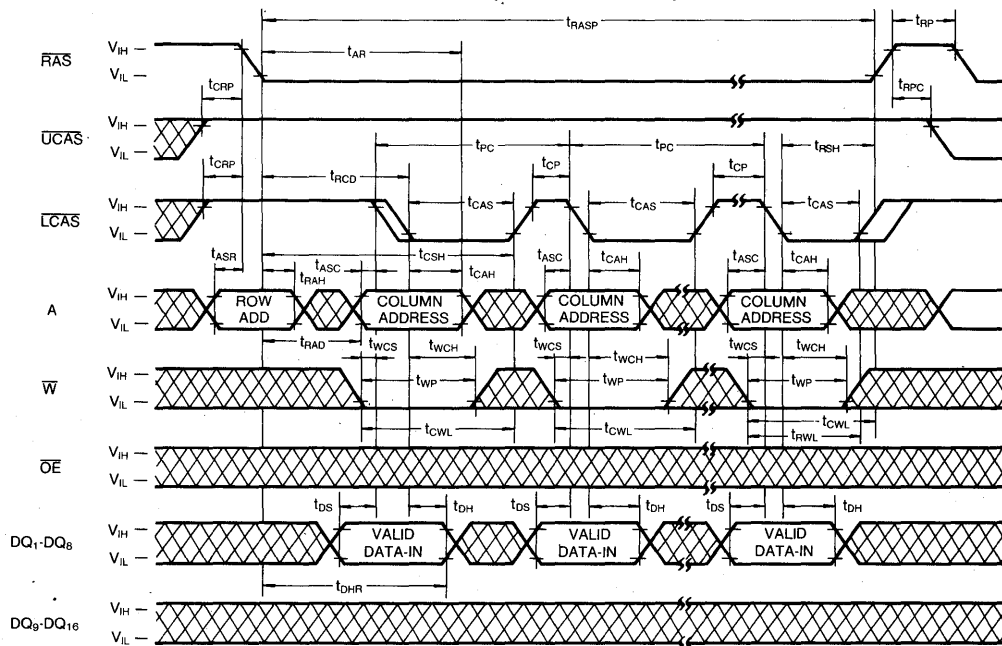 tRASP
tRP
tAR
RAS
VIH
VIL
tCRP
tRPC
UCAS
VIH
VIL
tPC
tPC
tRSH
tCRP
tRCD
tCP
tCP
LCAS
VIH
VIL
tCAS
tCAS
tCAS
tCSH
tASR
tRAH
tASC
tCAH
tASC
tCAH
tASC
tCAH
A
VIH
VIL
ROW
ADD
COLUMN
ADDRESS
COLUMN
ADDRESS
COLUMN
ADDRESS
tRAD
tWCS
tWCH
tWCS
tWCH
tWCS
tWCH
W
VIH
VIL
tWP
tWP
tWP
tCWL
tCWL
tCWL
tRWL
OE
VIH
VIL
tDS
tDH
tDS
tDH
tDS
tDH
DQ1-DQ8
VIH
VIL
VALID
DATA-IN
VALID
DATA-IN
VALID
DATA-IN
tDHR
DQ9-DQ16
VIH
VIL